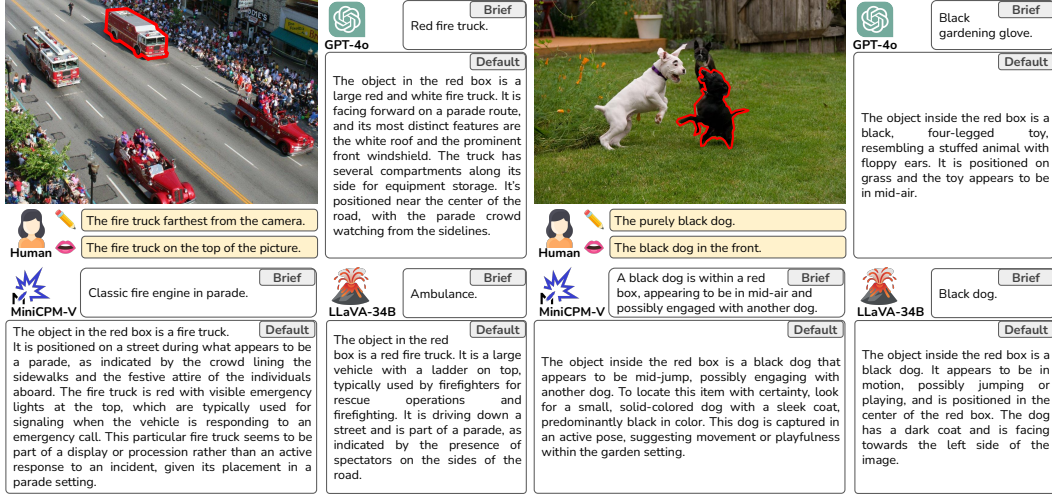 GPT-4o
Brief
Red fire truck.
Default
The object in the red box is a
large red and white fire truck. It is
facing forward on a parade route,
and its most distinct features are
the white roof and the prominent
front windshield. The truck has
several compartments along its
side for equipment storage. It's
positioned near the center of the
road, with the parade crowd
watching from the sidelines.
Human
The fire truck farthest from the camera.
The fire truck on the top of the picture.
MiniCPM-V
Brief
Classic fire engine in parade.
Default
The object in the red box is a fire truck.
It is positioned on a street during what appears to be
a parade, as indicated by the crowd lining the
sidewalks and the festive attire of the individuals
aboard. The fire truck is red with visible emergency
lights at the top, which are typically used for
signaling when the vehicle is responding to an
emergency call. This particular fire truck seems to be
part of a display or procession rather than an active
response to an incident, given its placement in a
parade setting.
LLaVA-34B
Brief
Ambulance.
Default
The object in the red
box is a red fire truck. It is a large
vehicle with a ladder on top,
typically used by firefighters for
rescue operations and
firefighting. It is driving down a
street and is part of a parade, as
indicated by the presence of
spectators on the sides of the
road.
GPT-4o
Brief
Black
gardening glove.
Default
The object inside the red box is a
black, four-legged toy,
resembling a stuffed animal with
floppy ears. It is positioned on
grass and the toy appears to be
in mid-air.
Human
The purely black dog.
The black dog in the front.
MiniCPM-V
Brief
A black dog is within a red
box, appearing to be in mid-air and
possibly engaged with another dog.
Default
The object inside the red box is a black dog that
appears to be mid-jump, possibly engaging with
another dog. To locate this item with certainty, look
for a small, solid-colored dog with a sleek coat,
predominantly black in color. This dog is captured in
an active pose, suggesting movement or playfulness
within the garden setting.
LLaVA-34B
Brief
Black dog.
Default
The object inside the red box is a
black dog. It appears to be in
motion, possibly jumping or
playing, and is positioned in the
center of the red box. The dog
has a dark coat and is facing
towards the left side of the
image.